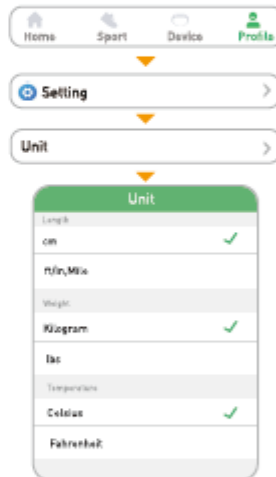 Home Sport Device Profile
Setting
Unit
Unit
Length
cm
ft/in,Mile
Weight
Kilogram
lbs
Temperature
Celsius
Fahrenheit